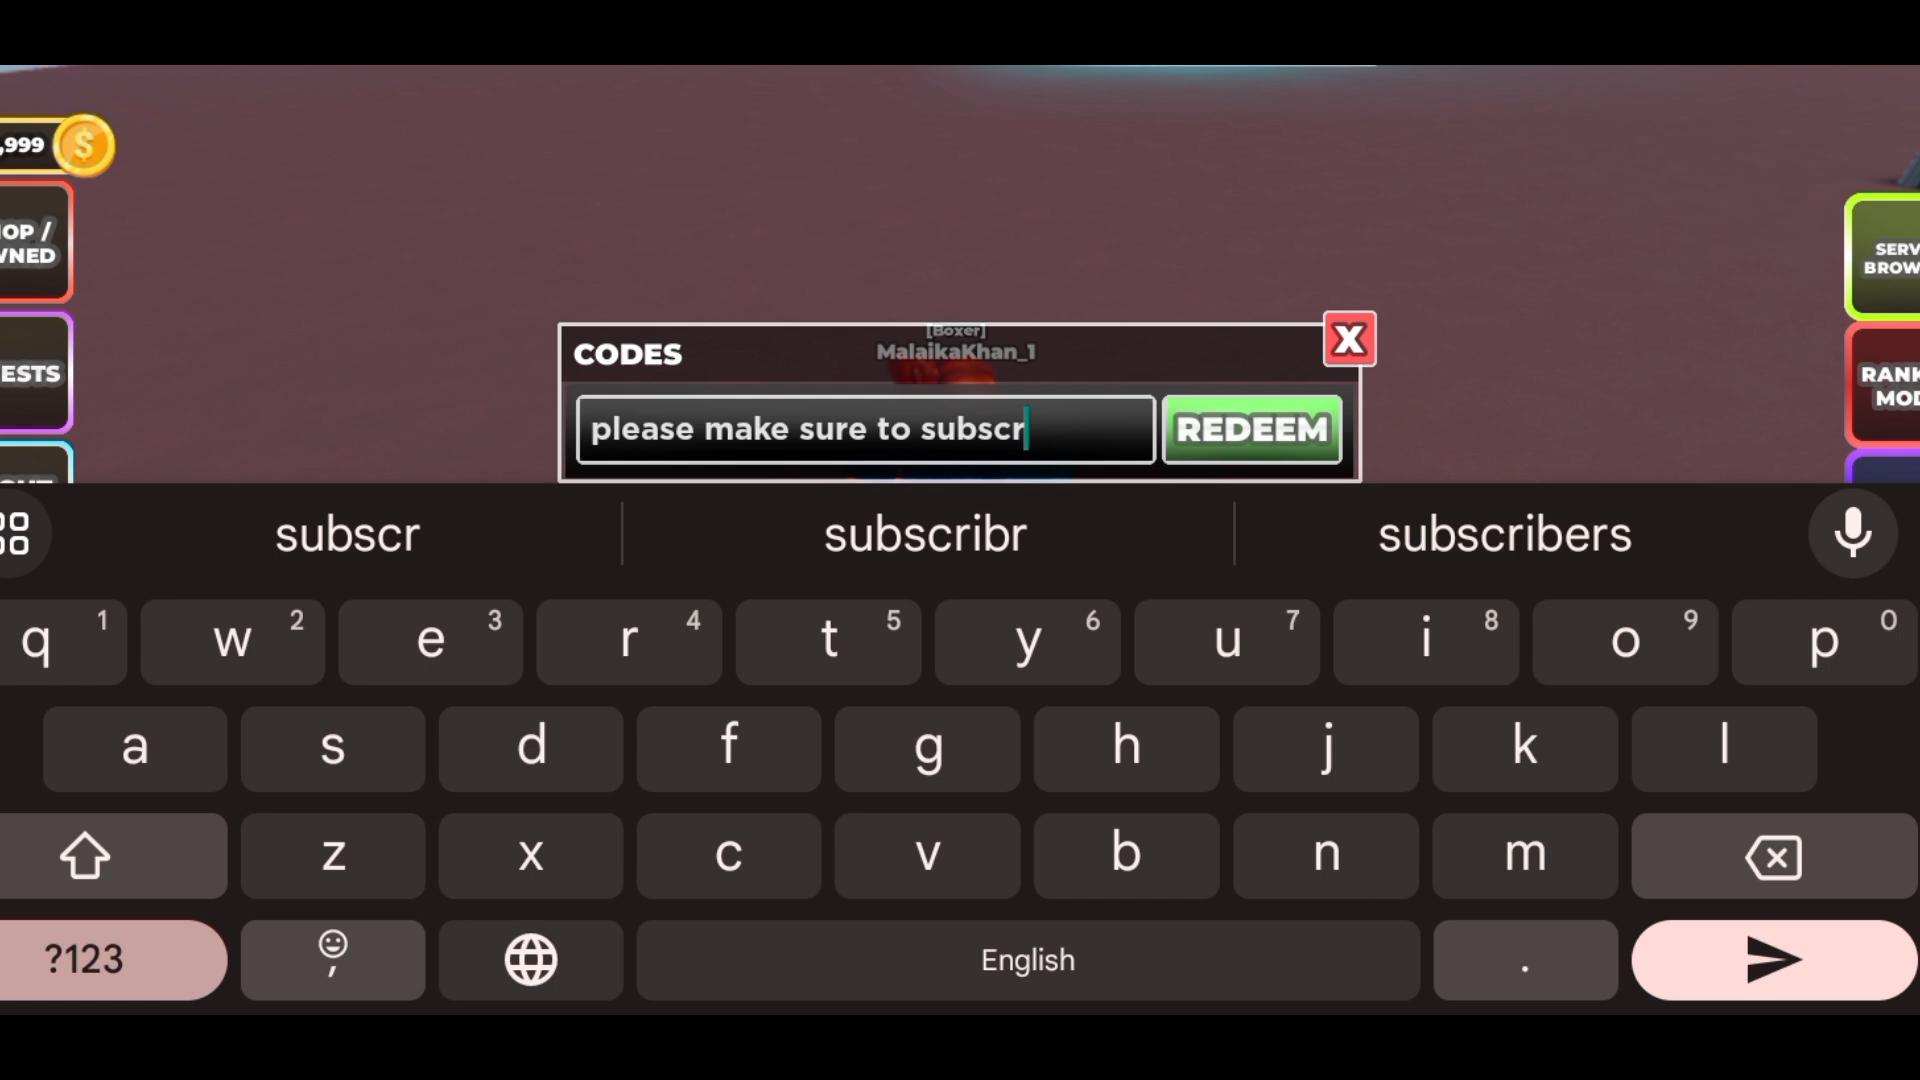 ,999
OP /
WNED
ESTS
SERV
BROW
RANK
MOD
[Boxer]
MalaikaKhan_1
CODES
X
please make sure to subscr
REDEEM
subscr
subscribr
subscribers
q 1 w 2 e 3 r 4 t 5 y 6 u 7 i 8 o 9 p 0
a s d f g h j k l
z x c v b n m
?123
,
English
.